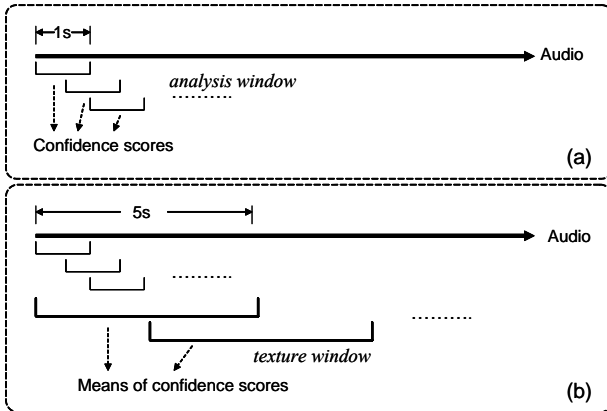 1s
Audio
analysis window
Confidence scores
(a)
5s
Audio
texture window
Means of confidence scores
(b)